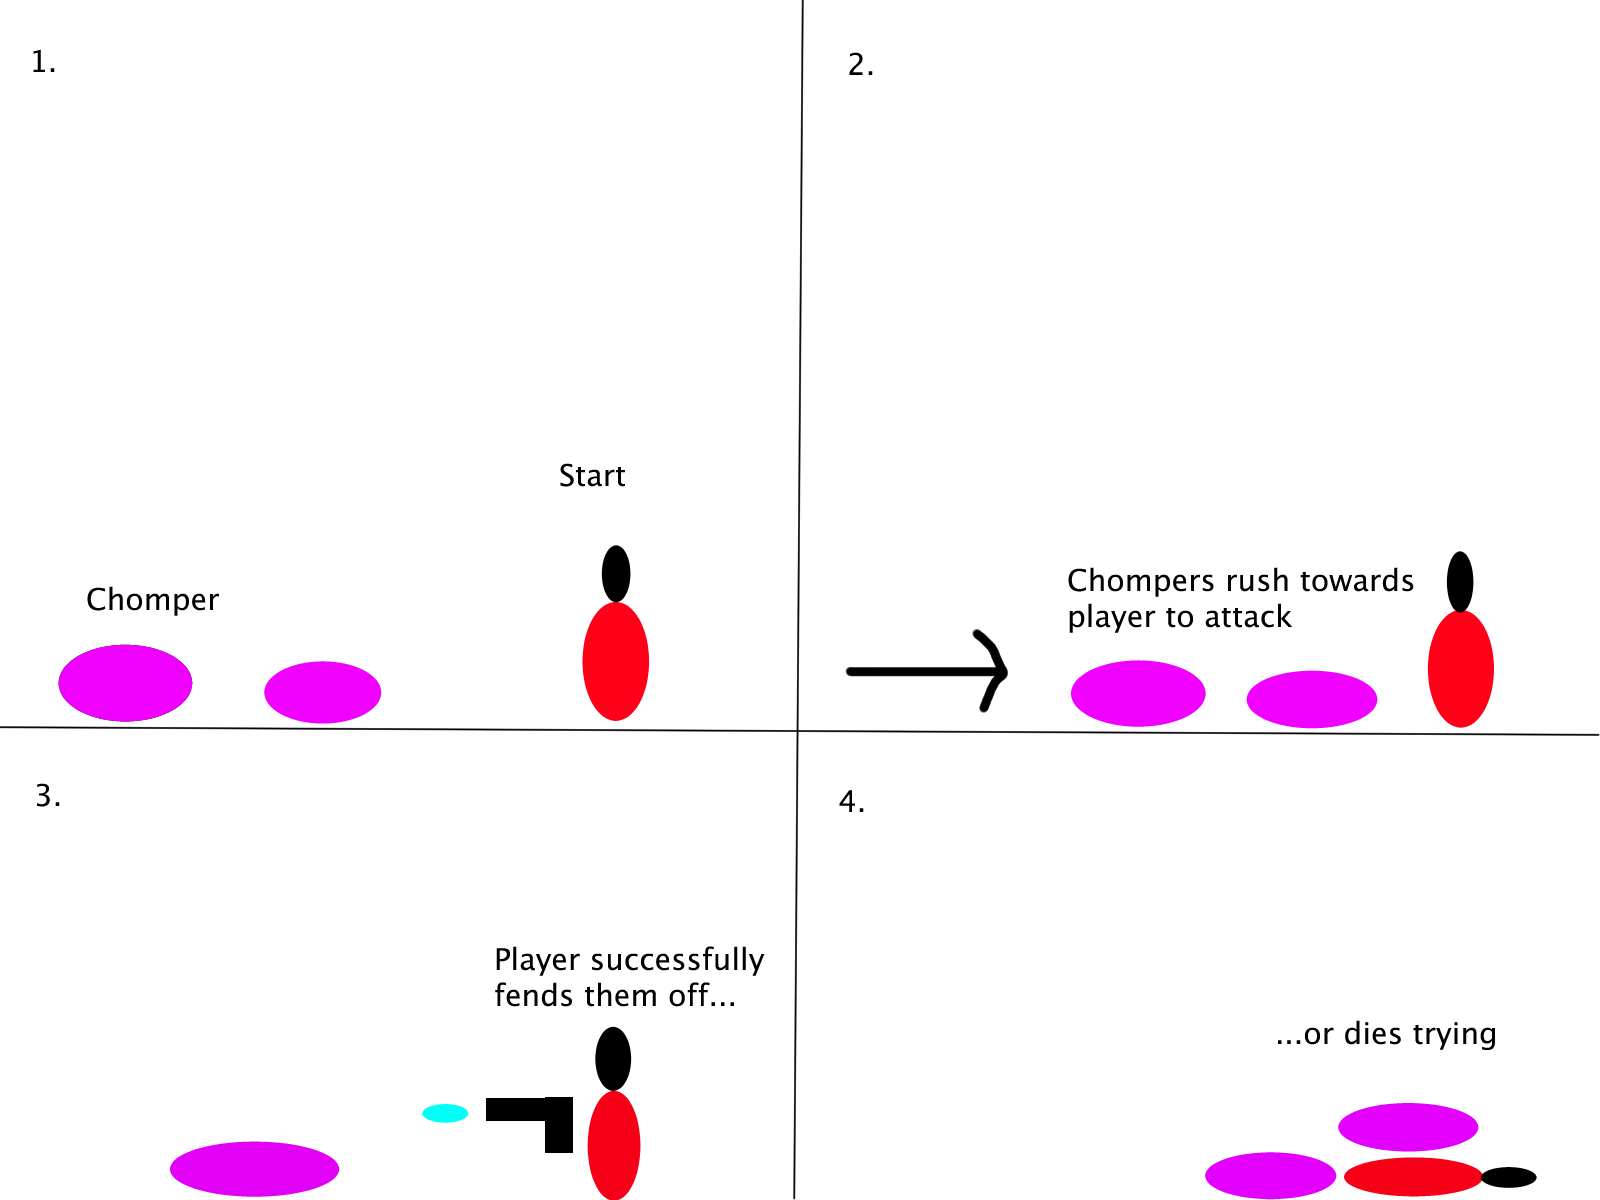 1.
Start
Chomper
2.
Chompers rush towards
player to attack
3.
Player successfully
fends them off...
4.
...or dies trying